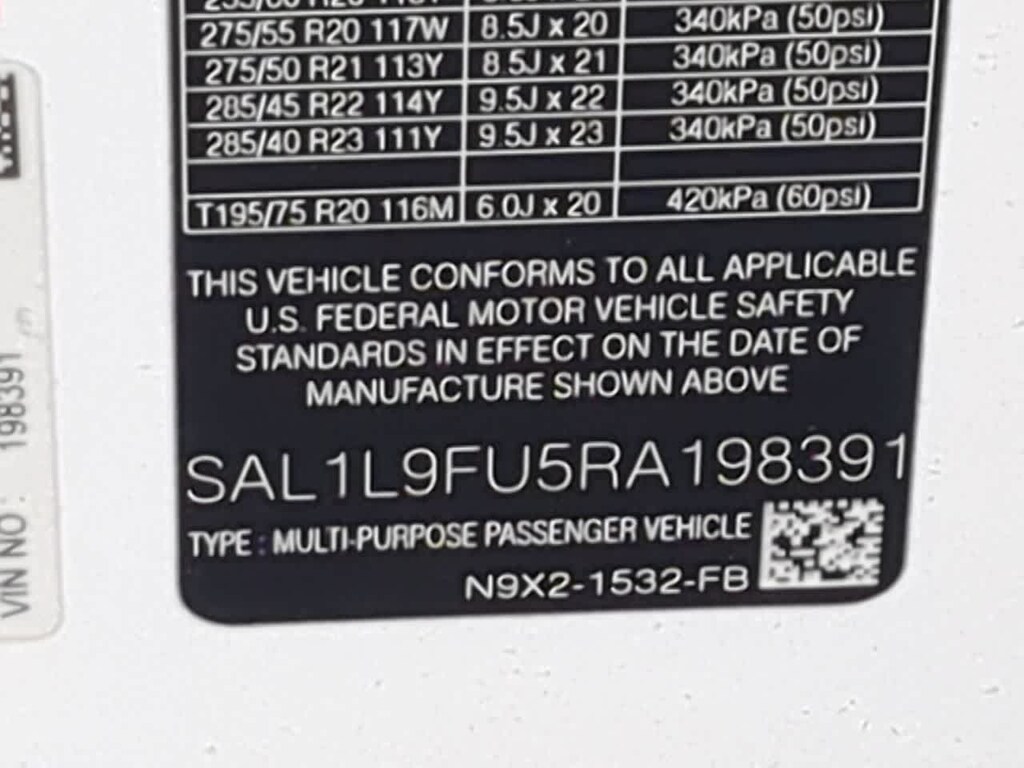 275/55 R20 117W 8.5J x 20 340kPa (50psi)
275/50 R21 113Y 8.5J x 21 340kPa (50psi)
285/45 R22 114Y 9.5J x 22 340kPa (50psi)
285/40 R23 111Y 9.5J x 23 340kPa (50psi)
T195/75 R20 116M 6.0J x 20 420kPa (60psi)
THIS VEHICLE CONFORMS TO ALL APPLICABLE
U.S. FEDERAL MOTOR VEHICLE SAFETY
STANDARDS IN EFFECT ON THE DATE OF
MANUFACTURE SHOWN ABOVE
SAL1L9FU5RA198391
TYPE : MULTI-PURPOSE PASSENGER VEHICLE
N9X2-1532-FB
VIN NO : 198391